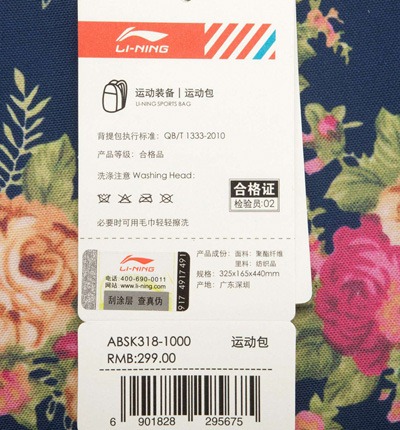 LI-NING
运动装备 | 运动包
LI-NING SPORTS BAG
背提包执行标准: QB/T 1333-2010
产品等级: 合格品
洗涤注意 Washing Head:
合格证
检验员:02
必要时可用毛巾轻轻擦洗
LI-NING
电话 400-690-0011
网站 www.li-ning.com
刮涂层 查真伪
917 4917491
产品成份: 面料: 聚酯纤维
里料: 纺织品
规格: 325x165x440mm
产地: 广东深圳
ABSK318-1000 运动包
RMB:299.00
6 901828 295675